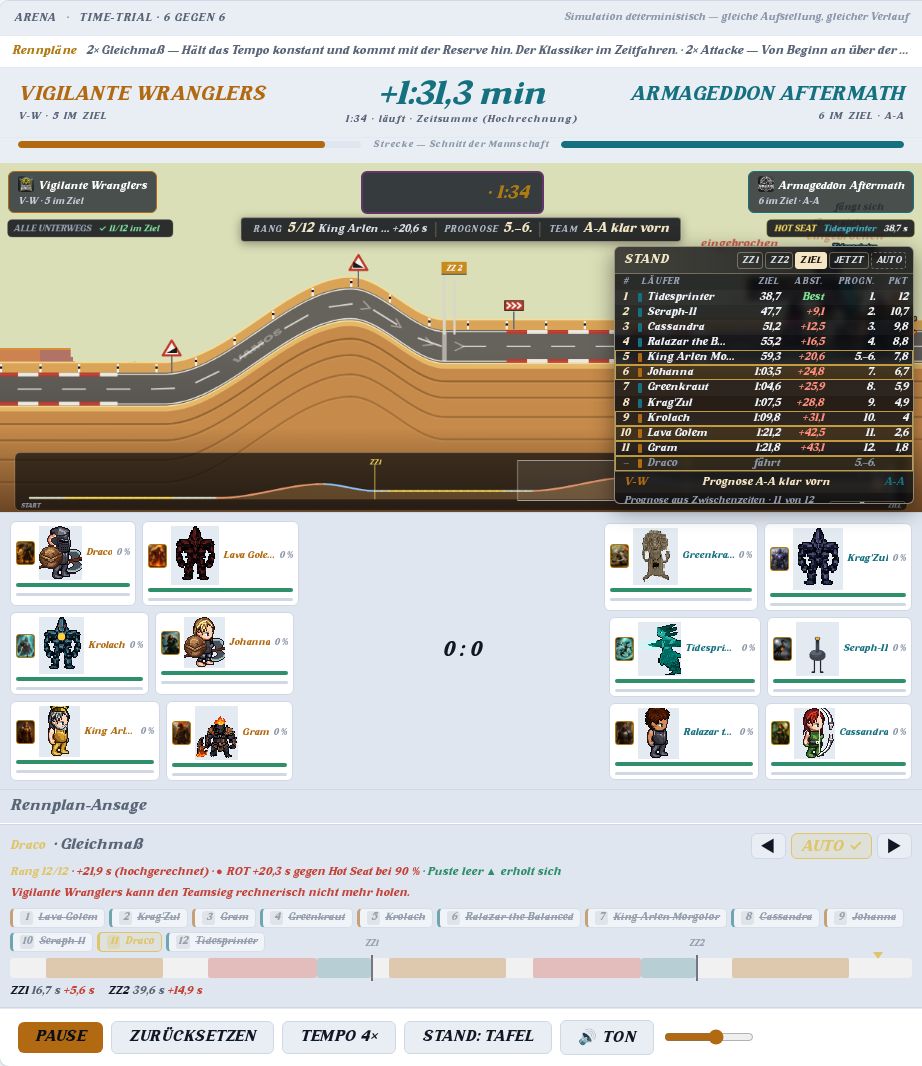 ARENA · TIME-TRIAL · 6 GEGEN 6
Simulation deterministisch — gleiche Aufstellung, gleicher Verlauf
Rennpläne 2× Gleichmaß — Hält das Tempo konstant und kommt mit der Reserve hin. Der Klassiker im Zeitfahren. · 2× Attacke — Von Beginn an über der ...
VIGILANTE WRANGLERS
+1:31,3 min
ARMAGEDDON AFTERMATH
V-W · 5 IM ZIEL
1:34 · läuft · Zeitsumme (Hochrechnung)
6 IM ZIEL · A-A
Strecke — Schnitt der Mannschaft
Vigilante Wranglers
V-W · 5 im Ziel
· 1:34
Armageddon Aftermath
6 im Ziel · A-A
fängt sich
ALLE UNTERWEGS ✓ 11/12 im Ziel
RANG 5/12 King Arlen ... +20,6 s | PROGNOSE 5.–6. | TEAM A-A klar vorn
HOT SEAT Tidesprinter 38,7 s
eingebrochen
ZZ 2
STAND ZZ1 ZZ2 ZIEL JETZT AUTO
# LÄUFER ZIEL ABST. PROGN. PKT
1 Tidesprinter 38,7 Best 1. 12
2 Seraph-II 47,7 +9,1 2. 10,7
3 Cassandra 51,2 +12,5 3. 9,8
4 Ralazar the B... 55,2 +16,5 4. 8,8
5 King Arlen Mo... 59,3 +20,6 5.–6. 7,8
6 Johanna 1:03,5 +24,8 7. 6,7
7 Greenkraut 1:04,6 +25,9 8. 5,9
8 Krag'Zul 1:07,5 +28,8 9. 4,9
9 Krolach 1:09,8 +31,1 10. 4
10 Lava Golem 1:21,2 +42,5 11. 2,6
11 Gram 1:21,8 +43,1 12. 1,8
– Draco fährt 5.–6.
V-W Prognose A-A klar vorn A-A
Prognose aus Zwischenzeiten · 11 von 12
VAMOS
ZZ1
START
ZIEL
Draco 0%
Lava Gole... 0%
Greenkra... 0%
Krag'Zul 0%
Krolach 0%
Johanna 0%
0 : 0
Tidespri... 0%
Seraph-II 0%
King Arl... 0%
Gram 0%
Ralazar t... 0%
Cassandra 0%
Rennplan-Ansage
Draco · Gleichmaß
◀ AUTO ✓ ▶
Rang 12/12 · +21,9 s (hochgerechnet) · ● ROT +20,3 s gegen Hot Seat bei 90 % · Puste leer ▲ erholt sich
Vigilante Wranglers kann den Teamsieg rechnerisch nicht mehr holen.
1 Lava Golem 2 Krag'Zul 3 Gram 4 Greenkraut 5 Krolach 6 Ralazar the Balanced 7 King Arlen Morgolor 8 Cassandra 9 Johanna
10 Seraph-II 11 Draco 12 Tidesprinter
ZZ1
ZZ2
ZZ1 16,7 s +5,6 s ZZ2 39,6 s +14,9 s
PAUSE ZURÜCKSETZEN TEMPO 4× STAND: TAFEL 🔊 TON